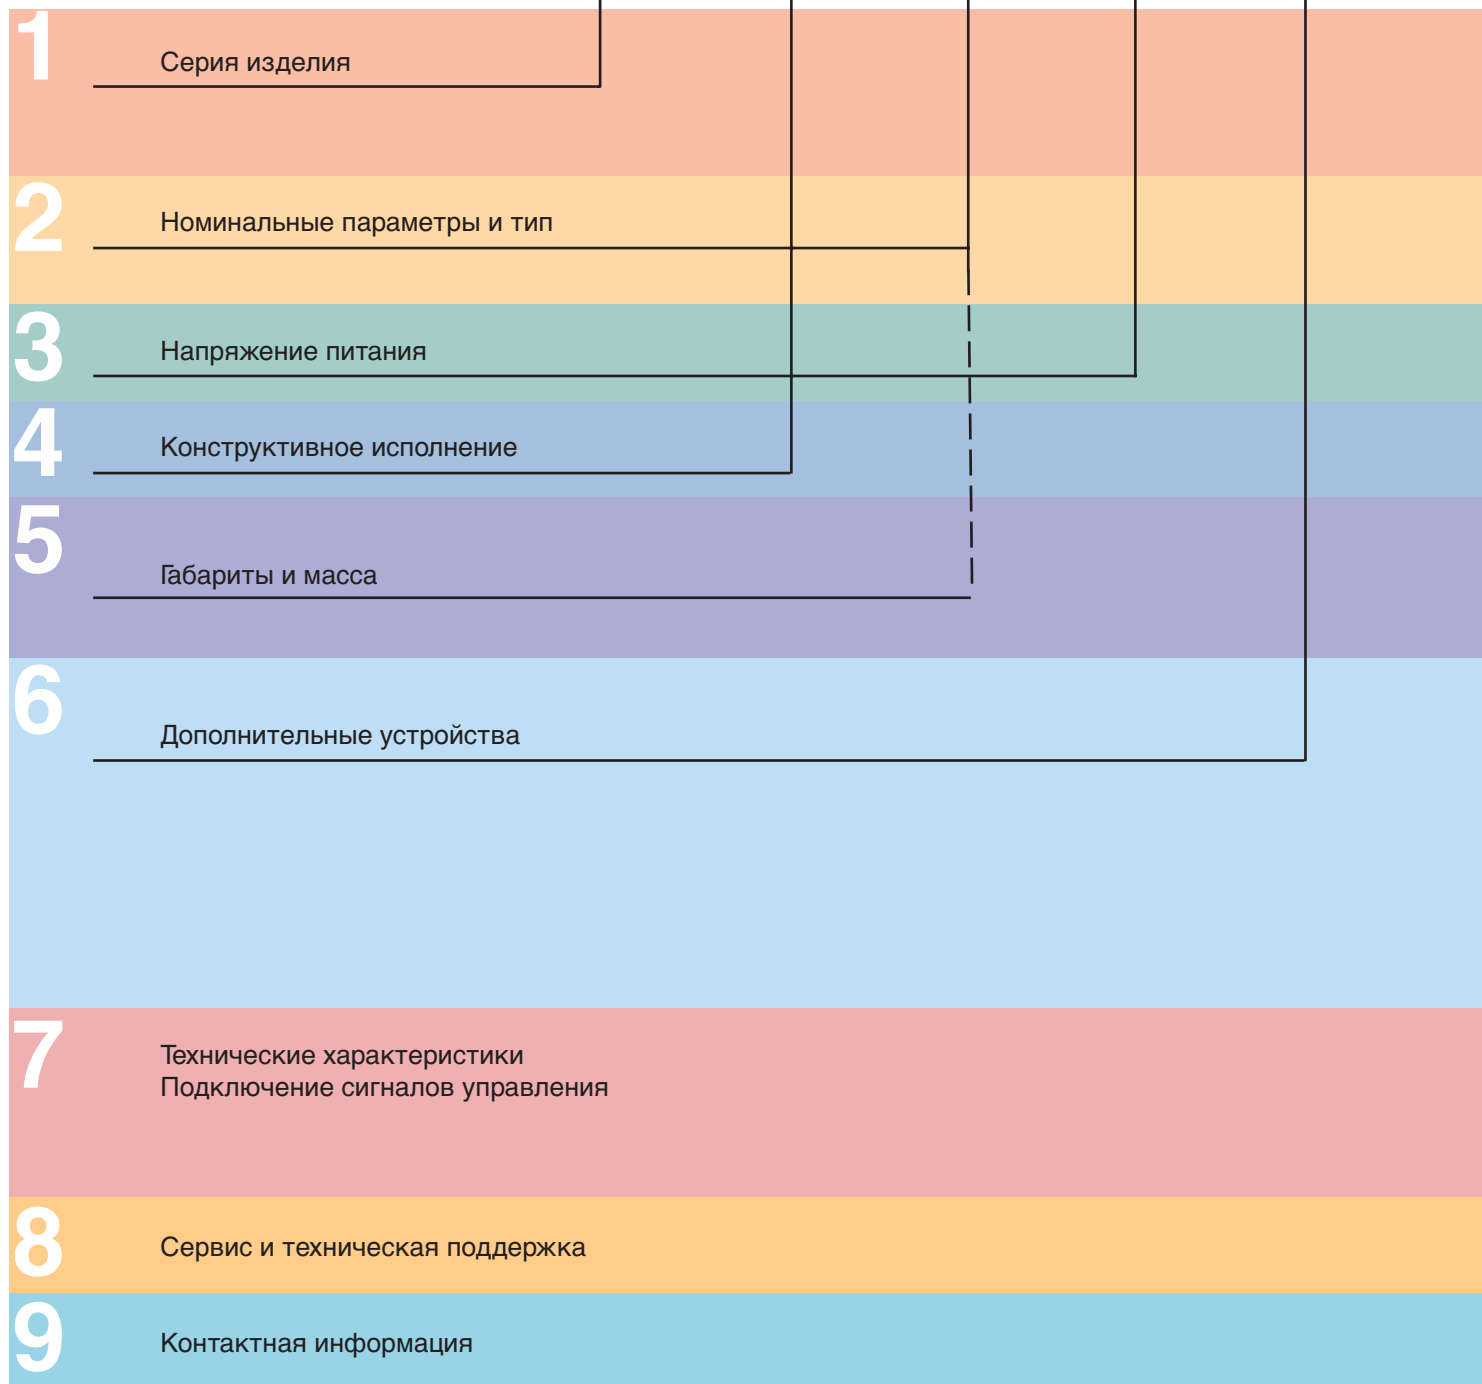 1
Серия изделия
2
Номинальные параметры и тип
3
Напряжение питания
4
Конструктивное исполнение
5
Габариты и масса
6
Дополнительные устройства
7
Технические характеристики
Подключение сигналов управления
8
Сервис и техническая поддержка
9
Контактная информация